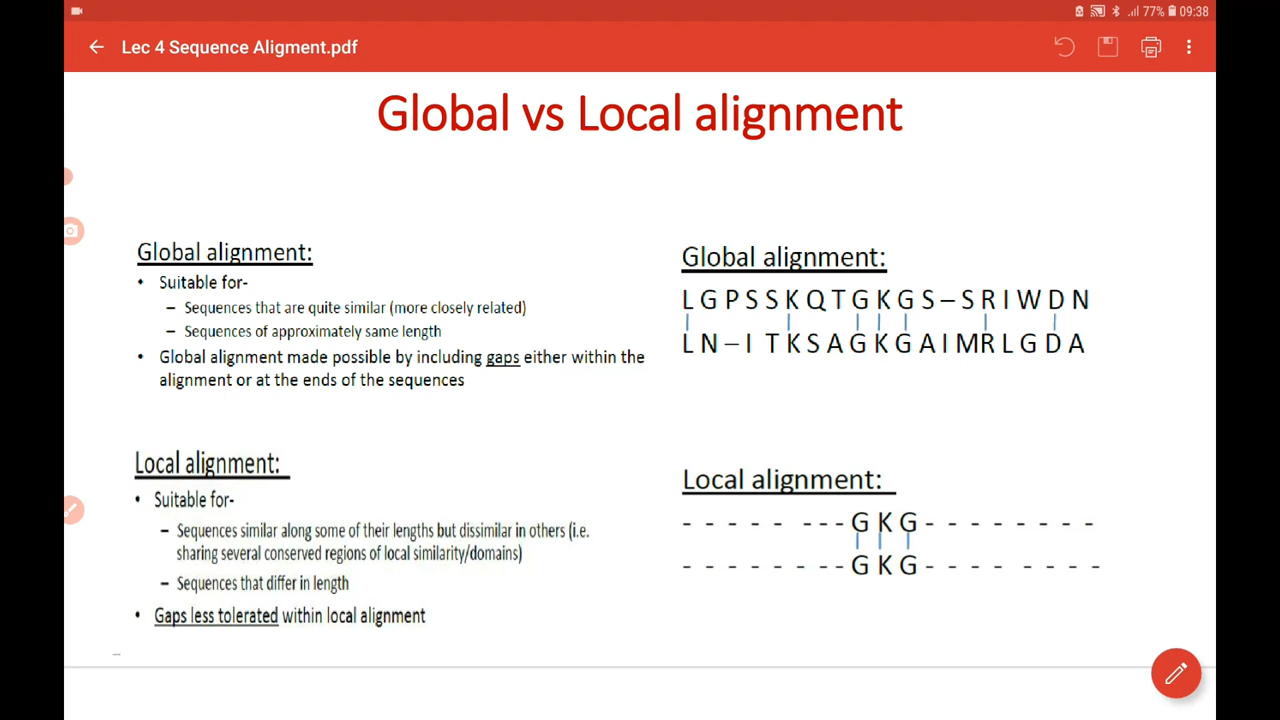 77% 09:38
Lec 4 Sequence Aligment.pdf
Global vs Local alignment
Global alignment:
• Suitable for-
– Sequences that are quite similar (more closely related)
– Sequences of approximately same length
• Global alignment made possible by including gaps either within the
alignment or at the ends of the sequences
Local alignment:
• Suitable for-
– Sequences similar along some of their lengths but dissimilar in others (i.e.
sharing several conserved regions of local similarity/domains)
– Sequences that differ in length
• Gaps less tolerated within local alignment
Global alignment:
L G P S S K Q T G K G S – S R I W D N
L N – I T K S A G K G A I M R L G D A
Local alignment:
- - - - - - - - G K G - - - - - - - -
- - - - - - - - G K G - - - - - - - - -